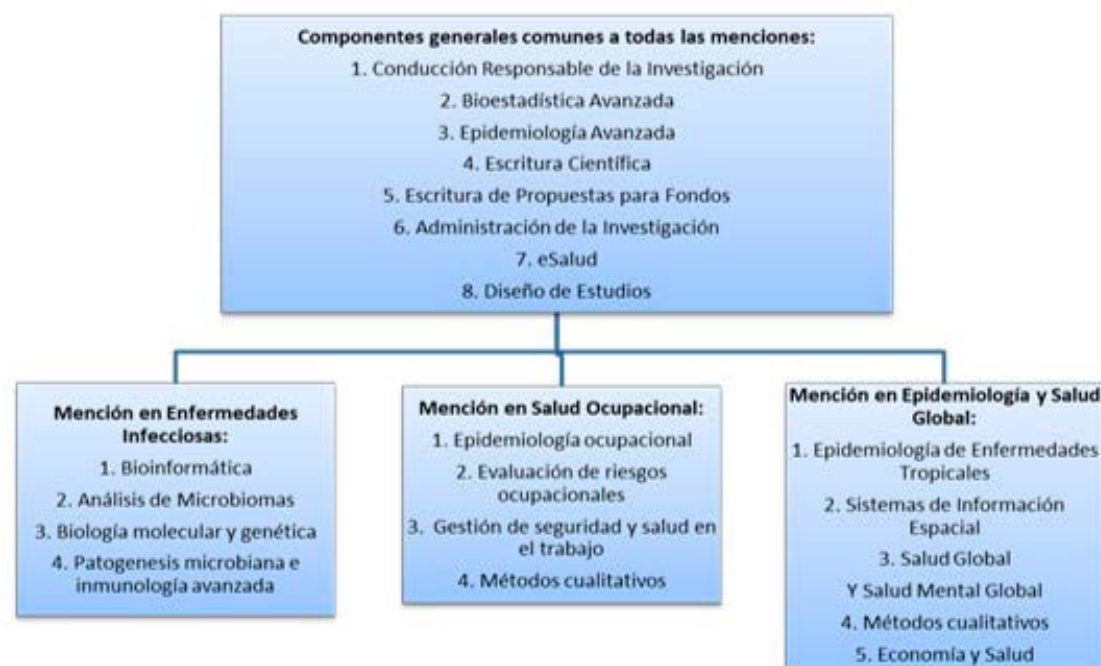 Componentes generales comunes a todas las menciones:
1. Conducción Responsable de la Investigación
2. Bioestadística Avanzada
3. Epidemiología Avanzada
4. Escritura Científica
5. Escritura de Propuestas para Fondos
6. Administración de la Investigación
7. eSalud
8. Diseño de Estudios
Mención en Enfermedades
Infecciosas:
1. Bioinformática
2. Análisis de Microbiomas
3. Biología molecular y genética
4. Patogenesis microbiana e
inmunología avanzada
Mención en Salud Ocupacional:
1. Epidemiología ocupacional
2. Evaluación de riesgos
ocupacionales
3. Gestión de seguridad y salud en
el trabajo
4. Métodos cualitativos
Mención en Epidemiología y Salud
Global:
1. Epidemiología de Enfermedades
Tropicales
2. Sistemas de Información
Espacial
3. Salud Global
Y Salud Mental Global
4. Métodos cualitativos
5. Economía y Salud